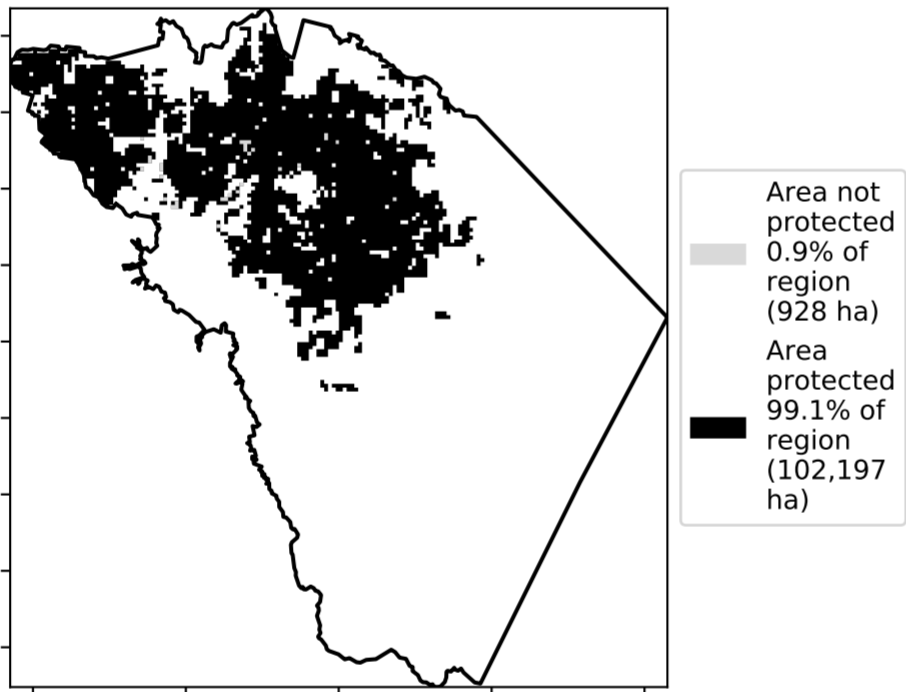 Area not
protected
0.9% of
region
(928 ha)
Area
protected
99.1% of
region
(102,197
ha)